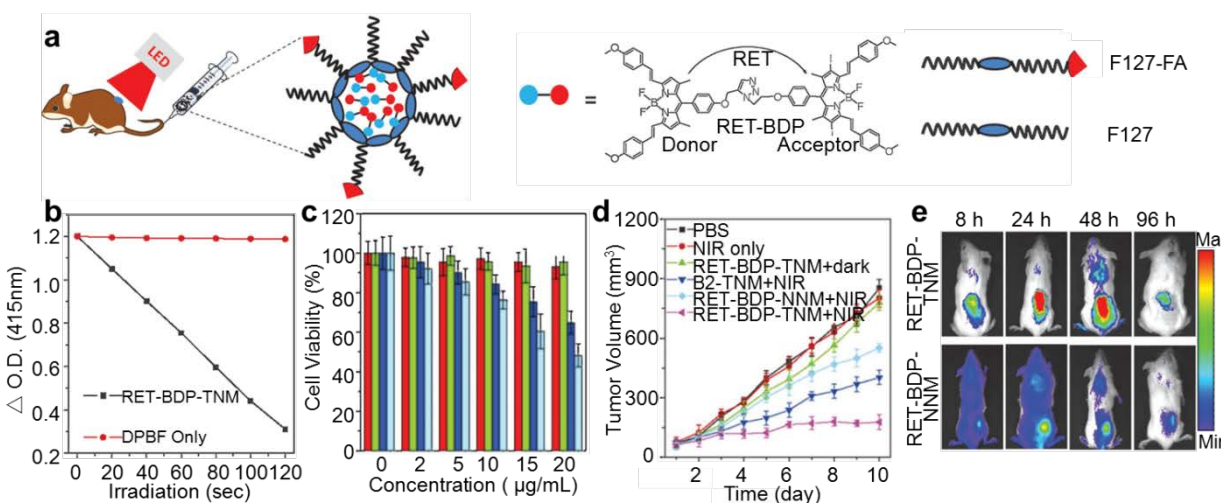 a
LED
RET
RET-BDP
Donor
Acceptor
F127-FA
F127
b
Δ O.D. (415nm)
1.2
1.0
0.8
0.6
0.4
0.2
RET-BDP-TNM
DPBF Only
0 20 40 60 80 100 120
Irradiation (sec)
c
Cell Viability (%)
120
100
80
60
40
20
0
0 2 5 10 15 20
Concentration ( μg/mL)
d
Tumor Volume (mm³)
1200
900
600
300
0
PBS
NIR only
RET-BDP-TNM+dark
B2-TNM+NIR
RET-BDP-NNM+NIR
RET-BDP-TNM+NIR
2 4 6 8 10
Time (day)
e
8 h 24 h 48 h 96 h
RET-BDP-
TNM
RET-BDP-
NNM
Ma
Min